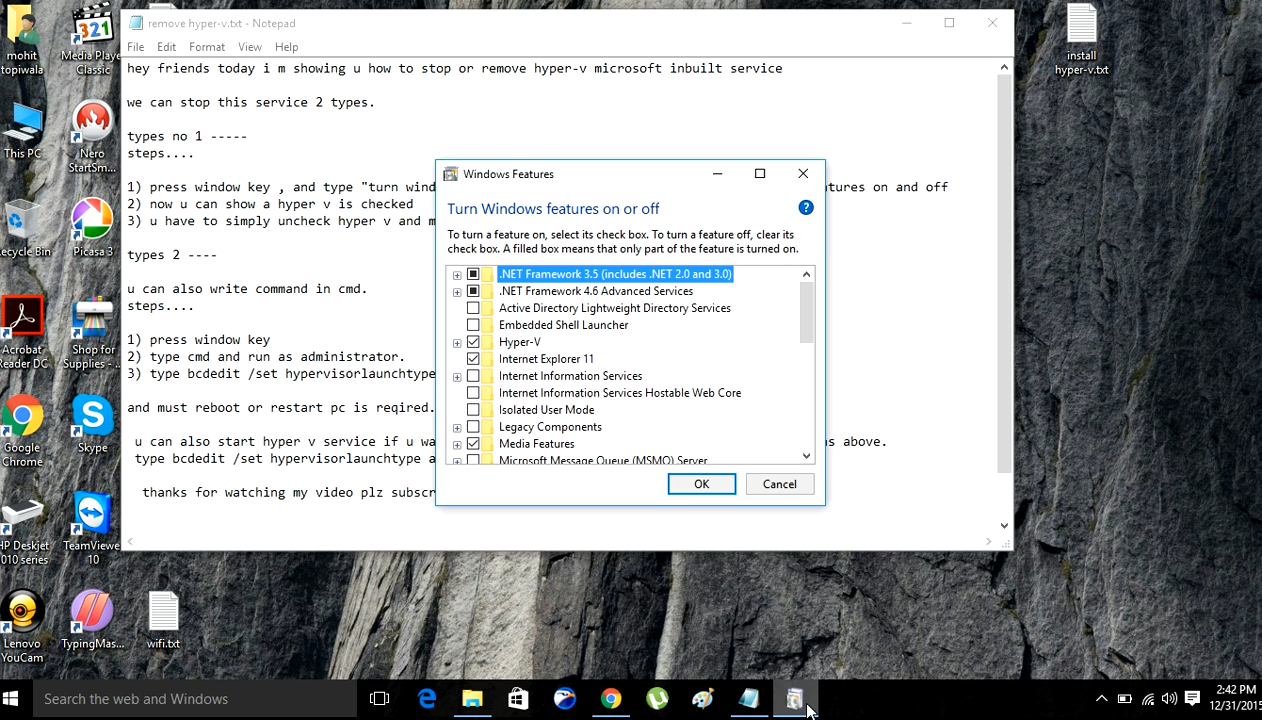 remove hyper-v.txt - Notepad
File Edit Format View Help
hey friends today i m showing u how to stop or remove hyper-v microsoft inbuilt service
we can stop this service 2 types.
types no 1 -----
steps....
1) press window key , and type "turn wind
atures on and off
2) now u can show a hyper v is checked
3) u have to simply uncheck hyper v and m
types 2 ----
u can also write command in cmd.
steps....
1) press window key
2) type cmd and run as administrator.
3) type bcdedit /set hypervisorlaunchtype
and must reboot or restart pc is reqired.
u can also start hyper v service if u wa
s above.
type bcdedit /set hypervisorlaunchtype a
thanks for watching my video plz subscr
Windows Features
Turn Windows features on or off
?
To turn a feature on, select its check box. To turn a feature off, clear its
check box. A filled box means that only part of the feature is turned on.
.NET Framework 3.5 (includes .NET 2.0 and 3.0)
.NET Framework 4.6 Advanced Services
Active Directory Lightweight Directory Services
Embedded Shell Launcher
Hyper-V
Internet Explorer 11
Internet Information Services
Internet Information Services Hostable Web Core
Isolated User Mode
Legacy Components
Media Features
Microsoft Message Queue (MSMQ) Server
OK
Cancel
mohit
topiwala
321
Media Playe
Classic
This PC
Nero
StartSm...
ecycle Bin
Picasa 3
Acrobat
Reader DC
Shop for
Supplies - ...
Google
Chrome
Skype
HP Deskjet
010 series
TeamViewe
10
Lenovo
YouCam
TypingMas...
wifi.txt
install
hyper-v.txt
Search the web and Windows
2:42 PM
12/31/2015